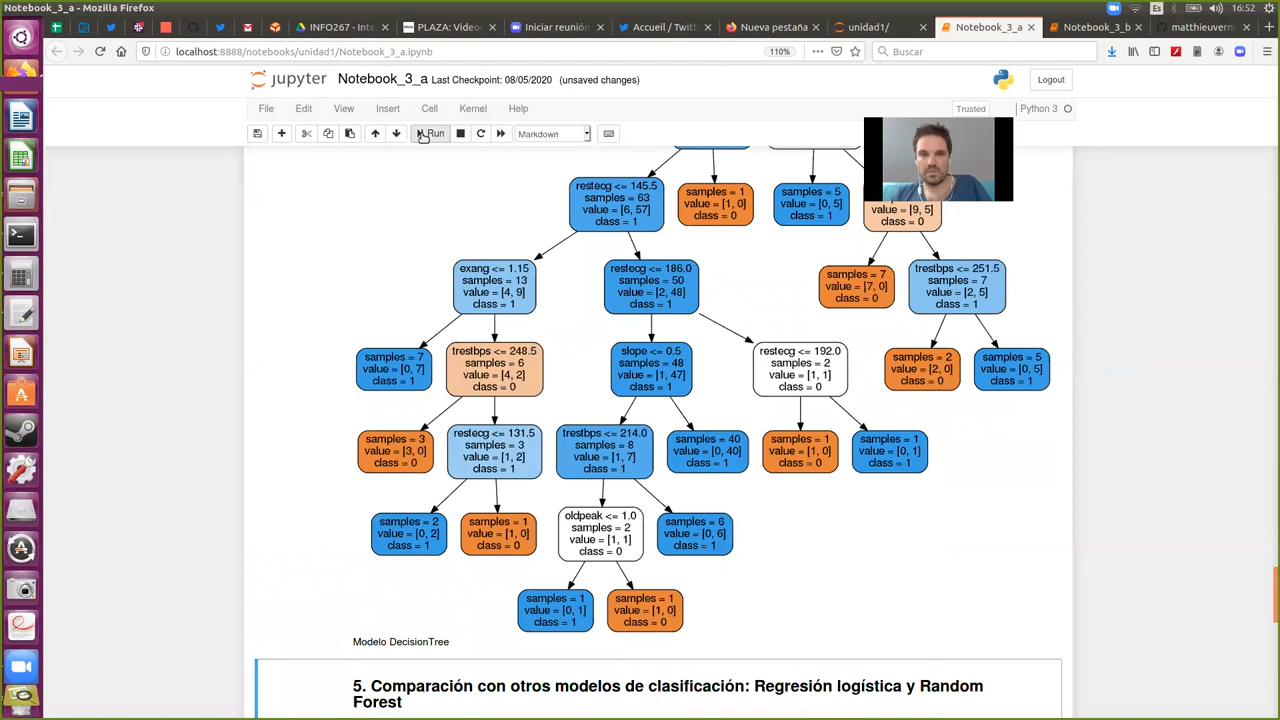 Jupyter Notebook_3_a - Mozilla Firefox
Es
16:52
INFO267 - Inte
PLAZA: Videoc
Iniciar reunión
Accueil / Twitt
Nueva pestaña
unidad1/
Notebook_3_a
Notebook_3_b
matthieuvern
localhost:8888/notebooks/unidad1/Notebook_3_a.ipynb
110%
Buscar
jupyter
Notebook_3_a
Last Checkpoint: 08/05/2020
(unsaved changes)
Logout
File
Edit
View
Insert
Cell
Kernel
Help
Trusted
Python 3
Run
Markdown
restecg <= 145.5
samples = 63
value = [6, 57]
class = 1
samples = 1
value = [1, 0]
class = 0
samples = 5
value = [0, 5]
class = 1
value = [9, 5]
class = 0
exang <= 1.15
samples = 13
value = [4, 9]
class = 1
restecg <= 186.0
samples = 50
value = [2, 48]
class = 1
samples = 7
value = [7, 0]
class = 0
trestbps <= 251.5
samples = 7
value = [2, 5]
class = 1
samples = 7
value = [0, 7]
class = 1
trestbps <= 248.5
samples = 6
value = [4, 2]
class = 0
slope <= 0.5
samples = 48
value = [1, 47]
class = 1
restecg <= 192.0
samples = 2
value = [1, 1]
class = 0
samples = 2
value = [2, 0]
class = 0
samples = 5
value = [0, 5]
class = 1
samples = 3
value = [3, 0]
class = 0
restecg <= 131.5
samples = 3
value = [1, 2]
class = 1
trestbps <= 214.0
samples = 8
value = [1, 7]
class = 1
samples = 40
value = [0, 40]
class = 1
samples = 1
value = [1, 0]
class = 0
samples = 1
value = [0, 1]
class = 1
samples = 2
value = [0, 2]
class = 1
samples = 1
value = [1, 0]
class = 0
oldpeak <= 1.0
samples = 2
value = [1, 1]
class = 0
samples = 6
value = [0, 6]
class = 1
samples = 1
value = [0, 1]
class = 1
samples = 1
value = [1, 0]
class = 0
Modelo DecisionTree
5. Comparación con otros modelos de clasificación: Regresión logística y Random
Forest